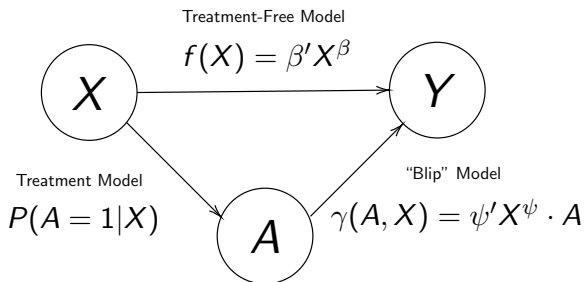 Treatment-Free Model
f(X) = β′X^β
X
Y
Treatment Model
P(A = 1|X)
“Blip” Model
γ(A, X) = ψ′X^ψ · A
A